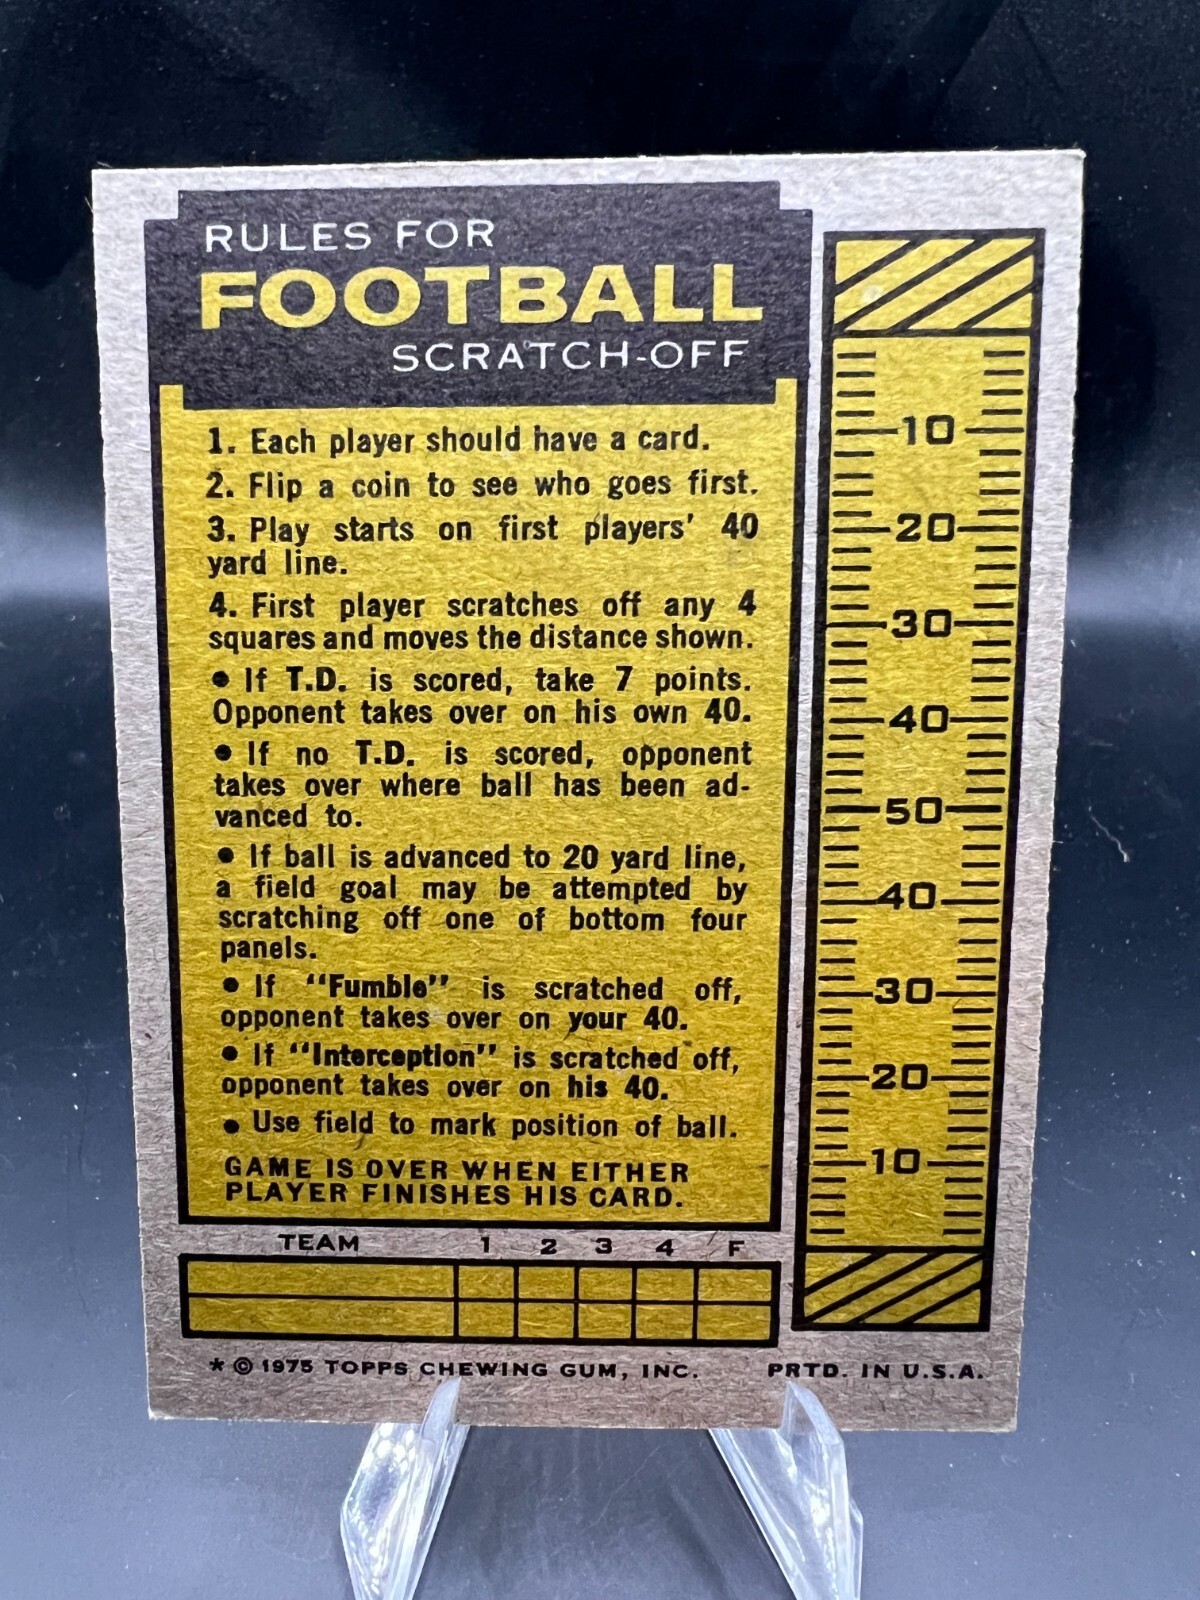 RULES FOR
FOOTBALL
SCRATCH-OFF
1. Each player should have a card.
2. Flip a coin to see who goes first.
3. Play starts on first players' 40
yard line.
4. First player scratches off any 4
squares and moves the distance shown.
● If T.D. is scored, take 7 points.
Opponent takes over on his own 40.
● If no T.D. is scored, opponent
takes over where ball has been ad-
vanced to.
● If ball is advanced to 20 yard line,
a field goal may be attempted by
scratching off one of bottom four
panels.
● If "Fumble" is scratched off,
opponent takes over on your 40.
● If "Interception" is scratched off,
opponent takes over on his 40.
● Use field to mark position of ball.
GAME IS OVER WHEN EITHER
PLAYER FINISHES HIS CARD.
TEAM 1 2 3 4 F
10
20
30
40
50
40
30
20
10
* © 1975 TOPPS CHEWING GUM, INC. PRTD. IN U.S.A.